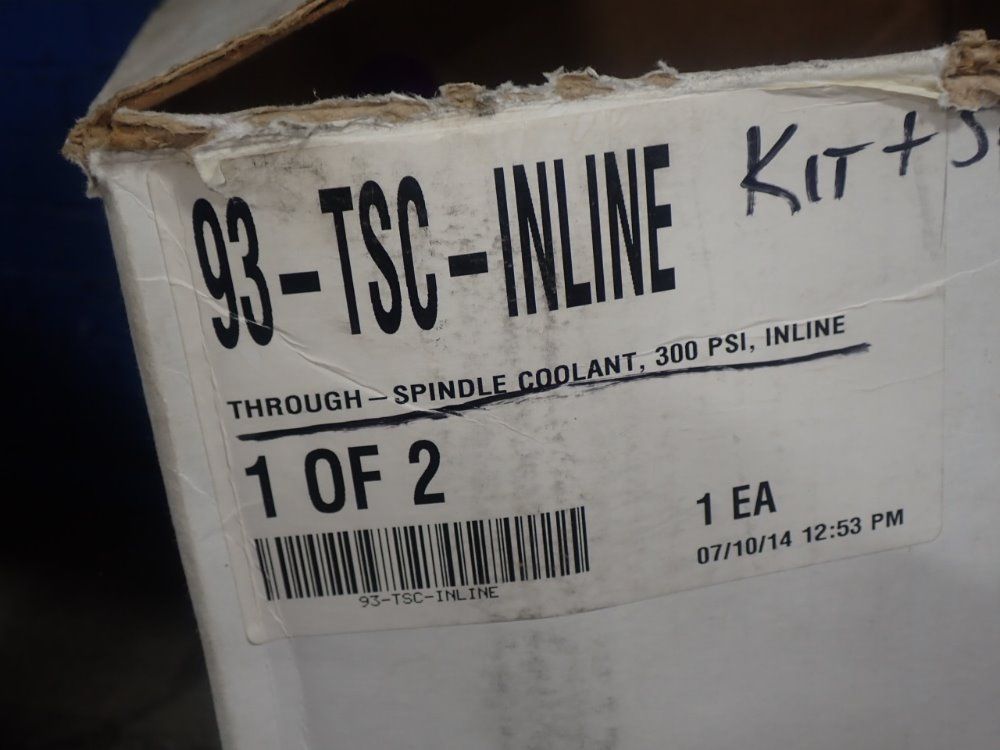 93-TSC-INLINE
KIT +
THROUGH-SPINDLE COOLANT, 300 PSI, INLINE
1 OF 2
1 EA
07/10/14 12:53 PM
93-TSC-INLINE